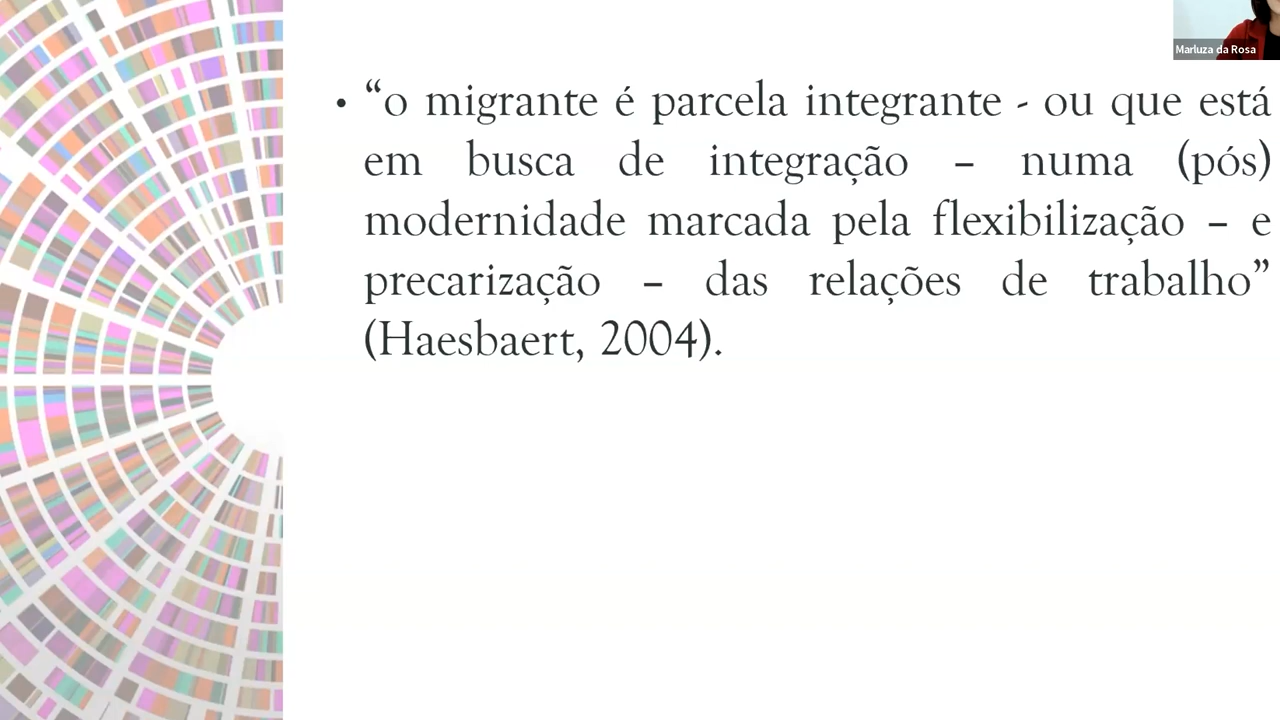 Marluza da Rosa
• “o migrante é parcela integrante - ou que está
em busca de integração – numa (pós)
modernidade marcada pela flexibilização – e
precarização – das relações de trabalho”
(Haesbaert, 2004).